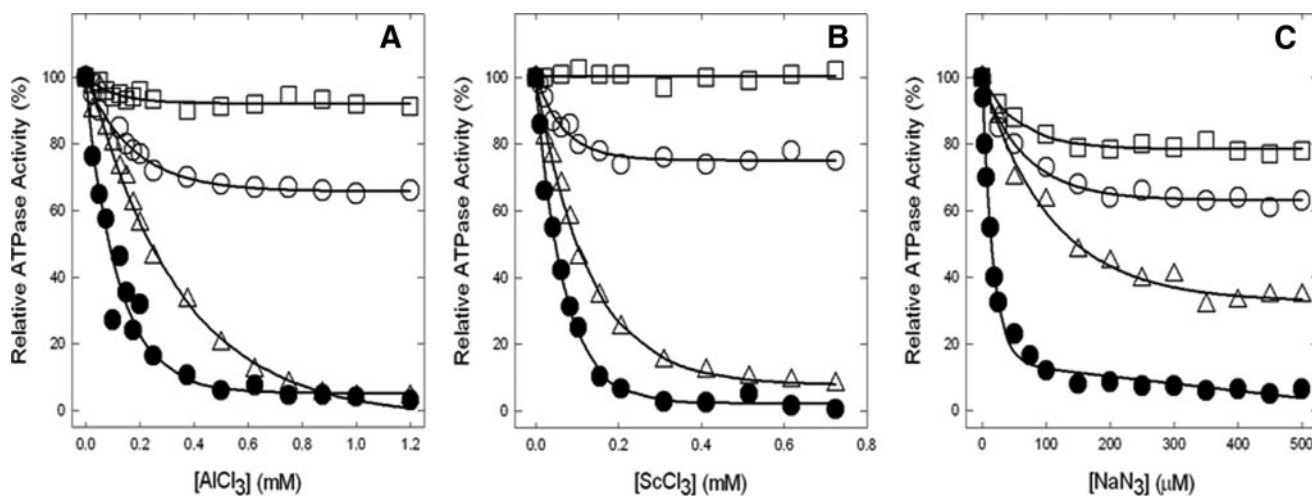 A
Relative ATPase Activity (%)
100
80
60
40
20
0
0.0 0.2 0.4 0.6 0.8 1.0 1.2
[AlCl₃] (mM)
B
Relative ATPase Activity (%)
100
80
60
40
20
0
0.0 0.2 0.4 0.6 0.8
[ScCl₃] (mM)
C
Relative ATPase Activity (%)
100
80
60
40
20
0
0 100 200 300 400 500
[NaN₃] (μM)